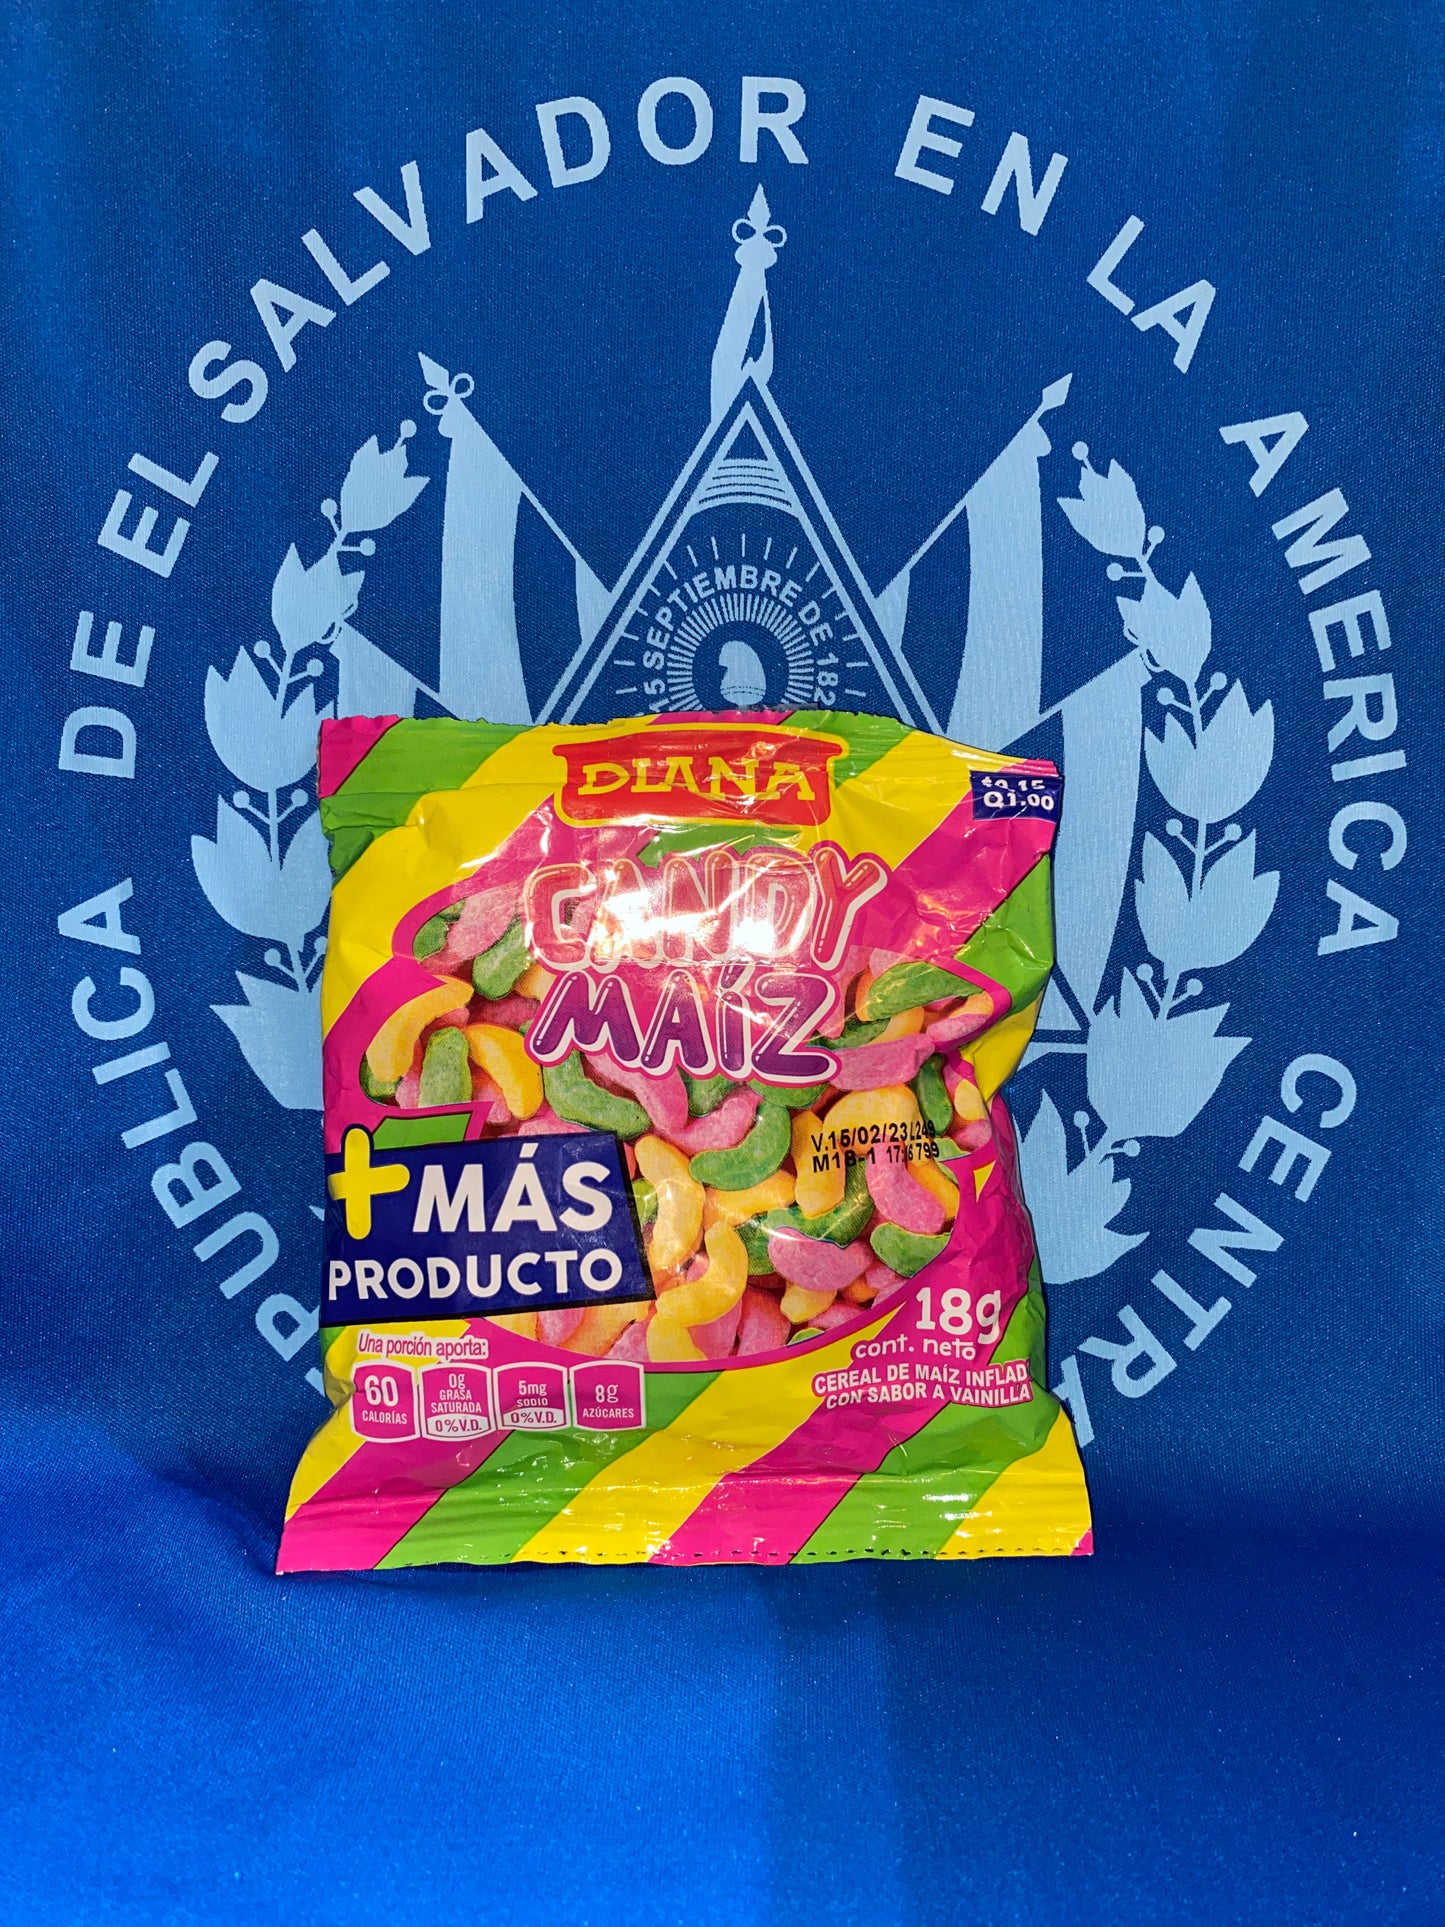 REPUBLICA DE EL SALVADOR EN LA AMERICA CENTRAL
15 SEPTIEMBRE DE 182
DIANA
$0.15
Q1.00
CANDY
MAÍZ
V.15/02/23
M18-1
+MÁS
PRODUCTO
18g
cont. neto
CEREAL DE MAÍZ INFLAD
CON SABOR A VAINILLA
Una porción aporta:
60
CALORÍAS
0g
GRASA
SATURADA
0%V.D.
5mg
SODIO
0%V.D.
8g
AZÚCARES